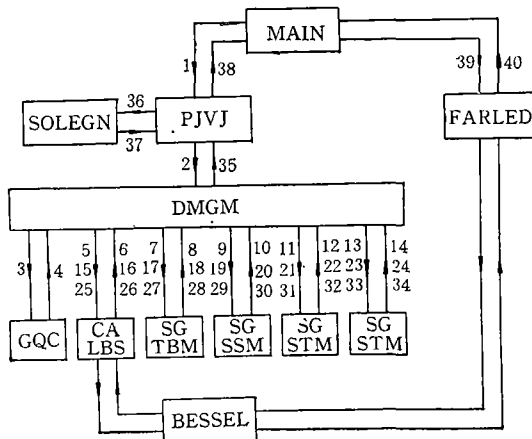 MAIN
1
38
39
40
36
SOLEGN
PJVJ
FARLED
37
2
35
DMGM
3
4
5
15
25
6
16
26
7
17
27
8
18
28
9
19
29
10
20
30
11
21
31
12
22
32
13
23
33
14
24
34
GQC
CA
LBS
SG
TBM
SG
SSM
SG
STM
SG
STM
BESSEL